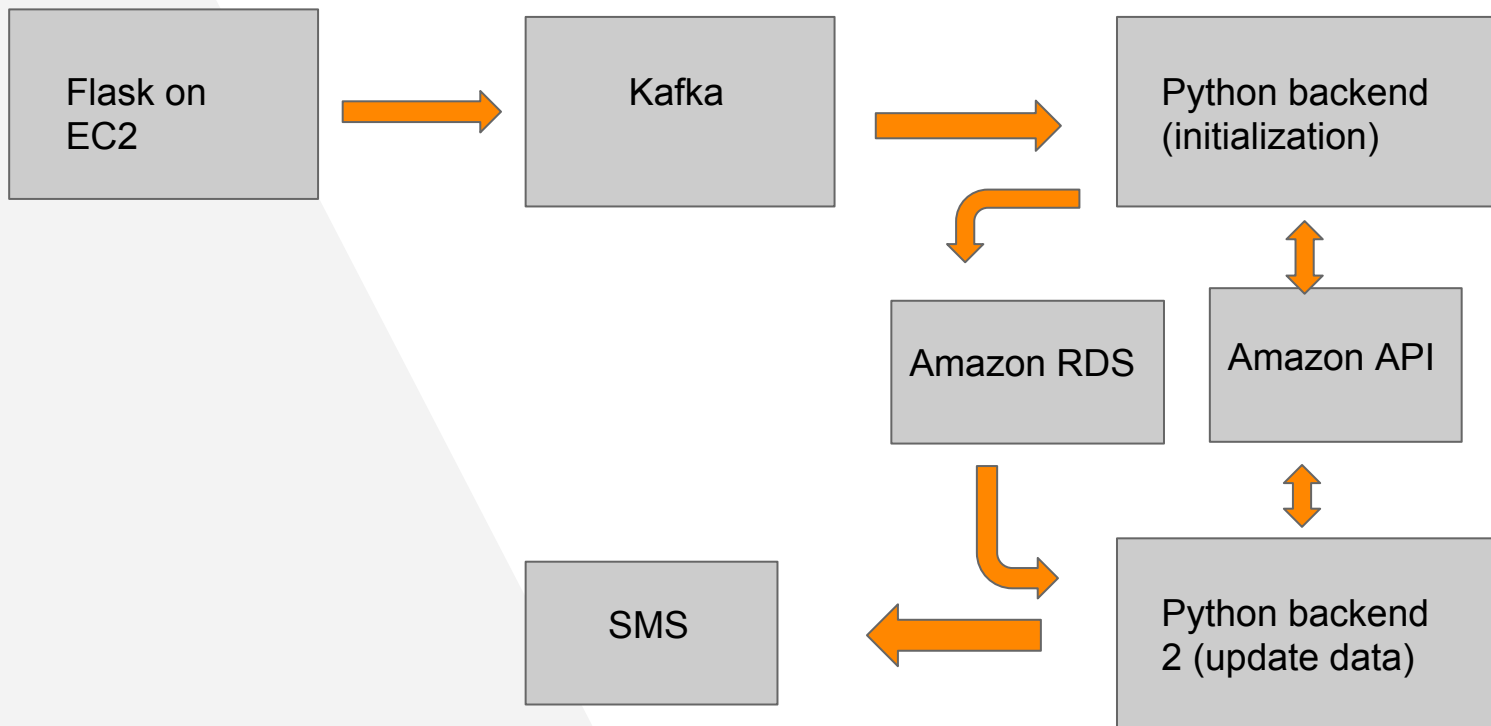 Flask on
EC2
Kafka
Python backend
(initialization)
Amazon RDS
Amazon API
SMS
Python backend
2 (update data)